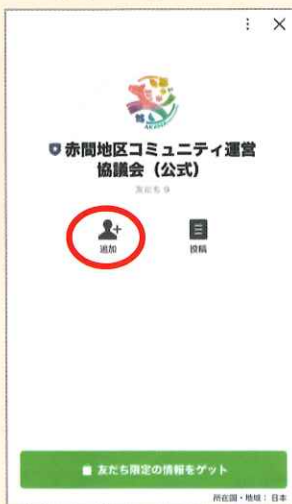 赤間地区コミュニティ運営
協議会（公式）
追加
投稿
友だち限定の情報をゲット
所在国・地域：日本